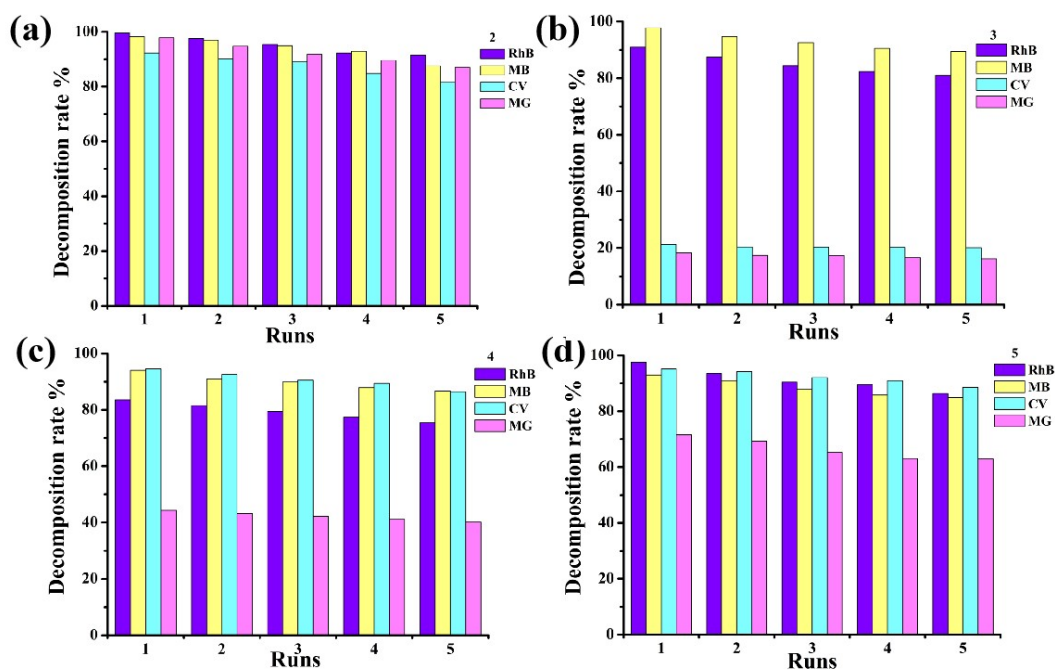 (a)
2
RhB
MB
CV
MG
Decomposition rate %
100
80
60
40
20
0
1 2 3 4 5
Runs
(b)
3
RhB
MB
CV
MG
Decomposition rate %
100
80
60
40
20
0
1 2 3 4 5
Runs
(c)
4
RhB
MB
CV
MG
Decomposition rate %
100
80
60
40
20
0
1 2 3 4 5
Runs
(d)
5
RhB
MB
CV
MG
Decomposition rate %
100
80
60
40
20
0
1 2 3 4 5
Runs